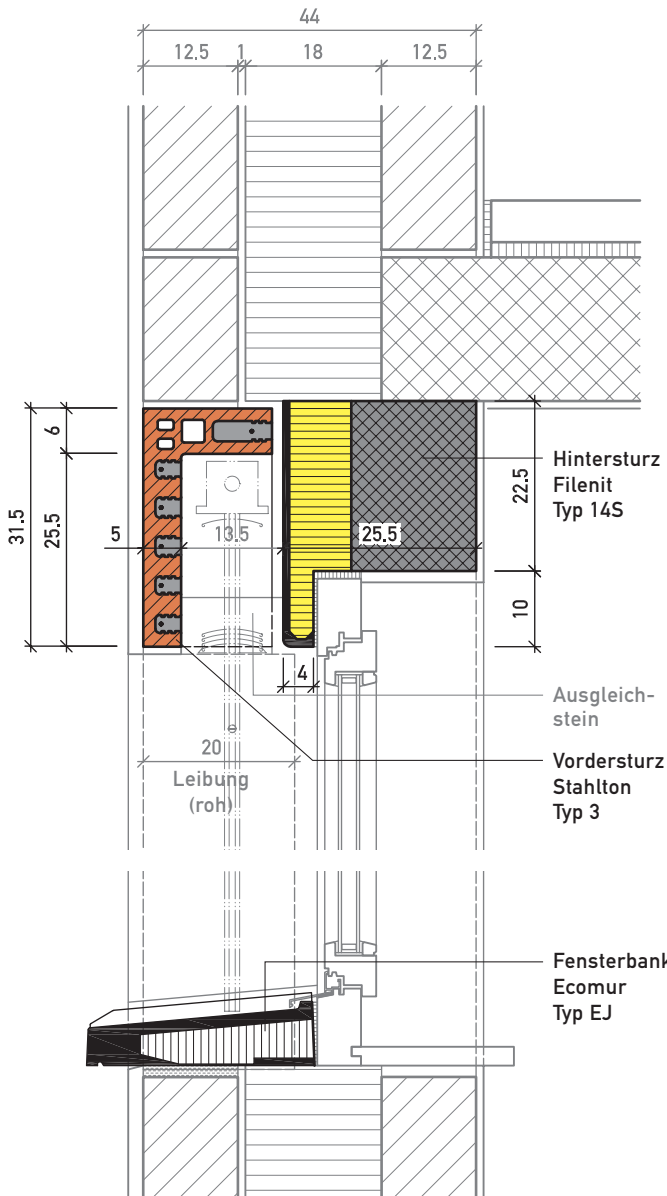 44
12.5
1
18
12.5
6
31.5
25.5
5
13.5
25.5
22.5
10
Hintersturz
Filenit
Typ 14S
4
Ausgleich-
stein
20
Leibung
(roh)
Vordersturz
Stahlton
Typ 3
Fensterbank
Ecomur
Typ EJ